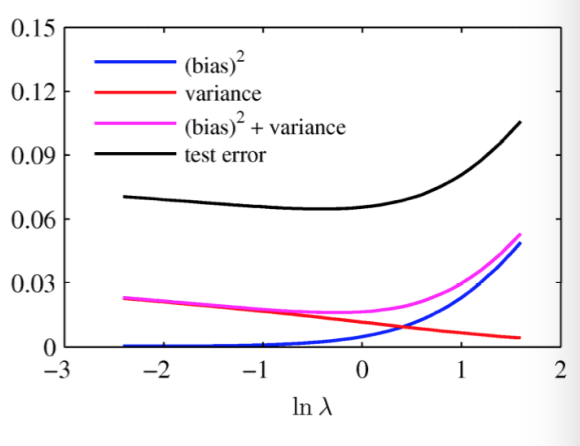 0.15
(bias)²
0.12
variance
(bias)² + variance
0.09
test error
0.06
0.03
0
−3
−2
−1
0
1
2
ln λ